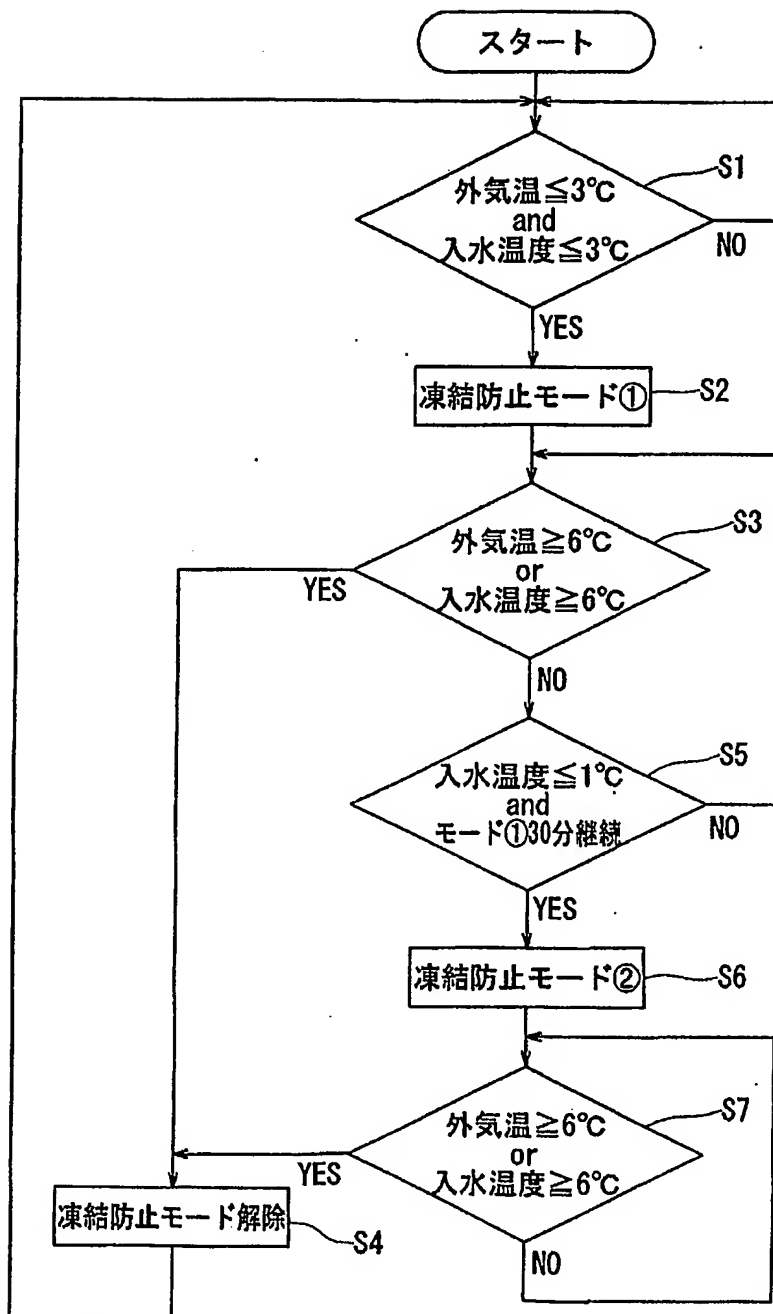 スタート
S1
外気温≦3℃
and
入水温度≦3℃
NO
YES
凍結防止モード①
S2
S3
外気温≧6℃
or
入水温度≧6℃
YES
NO
S5
入水温度≦1℃
and
モード①30分継続
NO
YES
凍結防止モード②
S6
S7
外気温≧6℃
or
入水温度≧6℃
YES
凍結防止モード解除
S4
NO